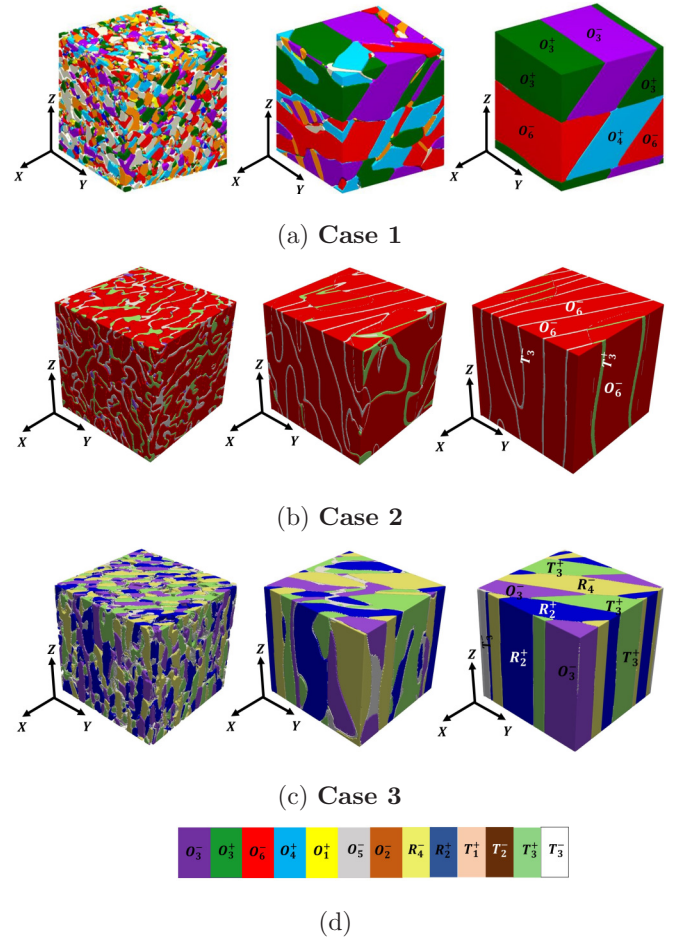 Z X Y Z X Y Z X Y
O₃⁺ O₃⁻ O₃⁺ O₃⁺ O₆⁻ O₄⁺ O₆⁻
(a) Case 1
Z X Y Z X Y Z X Y
O₆⁻ O₆⁻ T₃⁻ T₃⁺ O₆⁻
(b) Case 2
Z X Y Z X Y Z X Y
T₃⁺ R₄⁻ O₃⁻ R₂⁺ T₃⁺ R₂⁺ O₃⁻ T₃⁺
(c) Case 3
O₃⁻ O₃⁺ O₆⁻ O₄⁺ O₁⁺ O₅⁻ O₂⁻ R₄⁻ R₂⁺ T₁⁺ T₂⁻ T₃⁺ T₃⁻
(d)